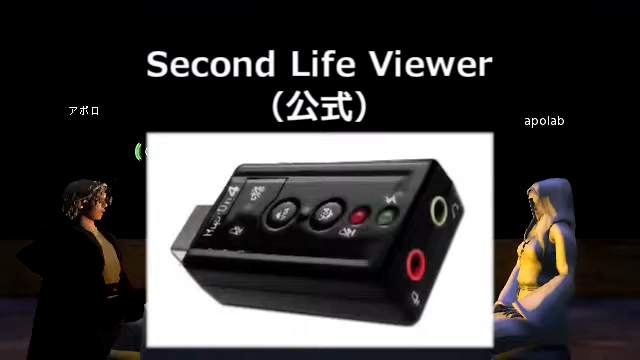 Second Life Viewer
（公式）
アポロ
apolab